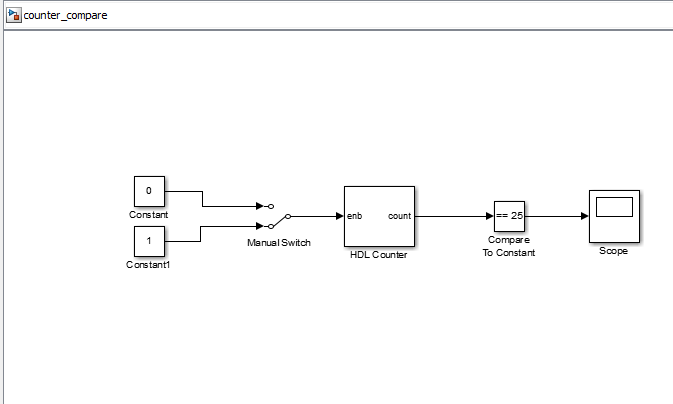 counter_compare
0
Constant
1
Constant1
Manual Switch
enb count
HDL Counter
== 25
Compare
To Constant
Scope